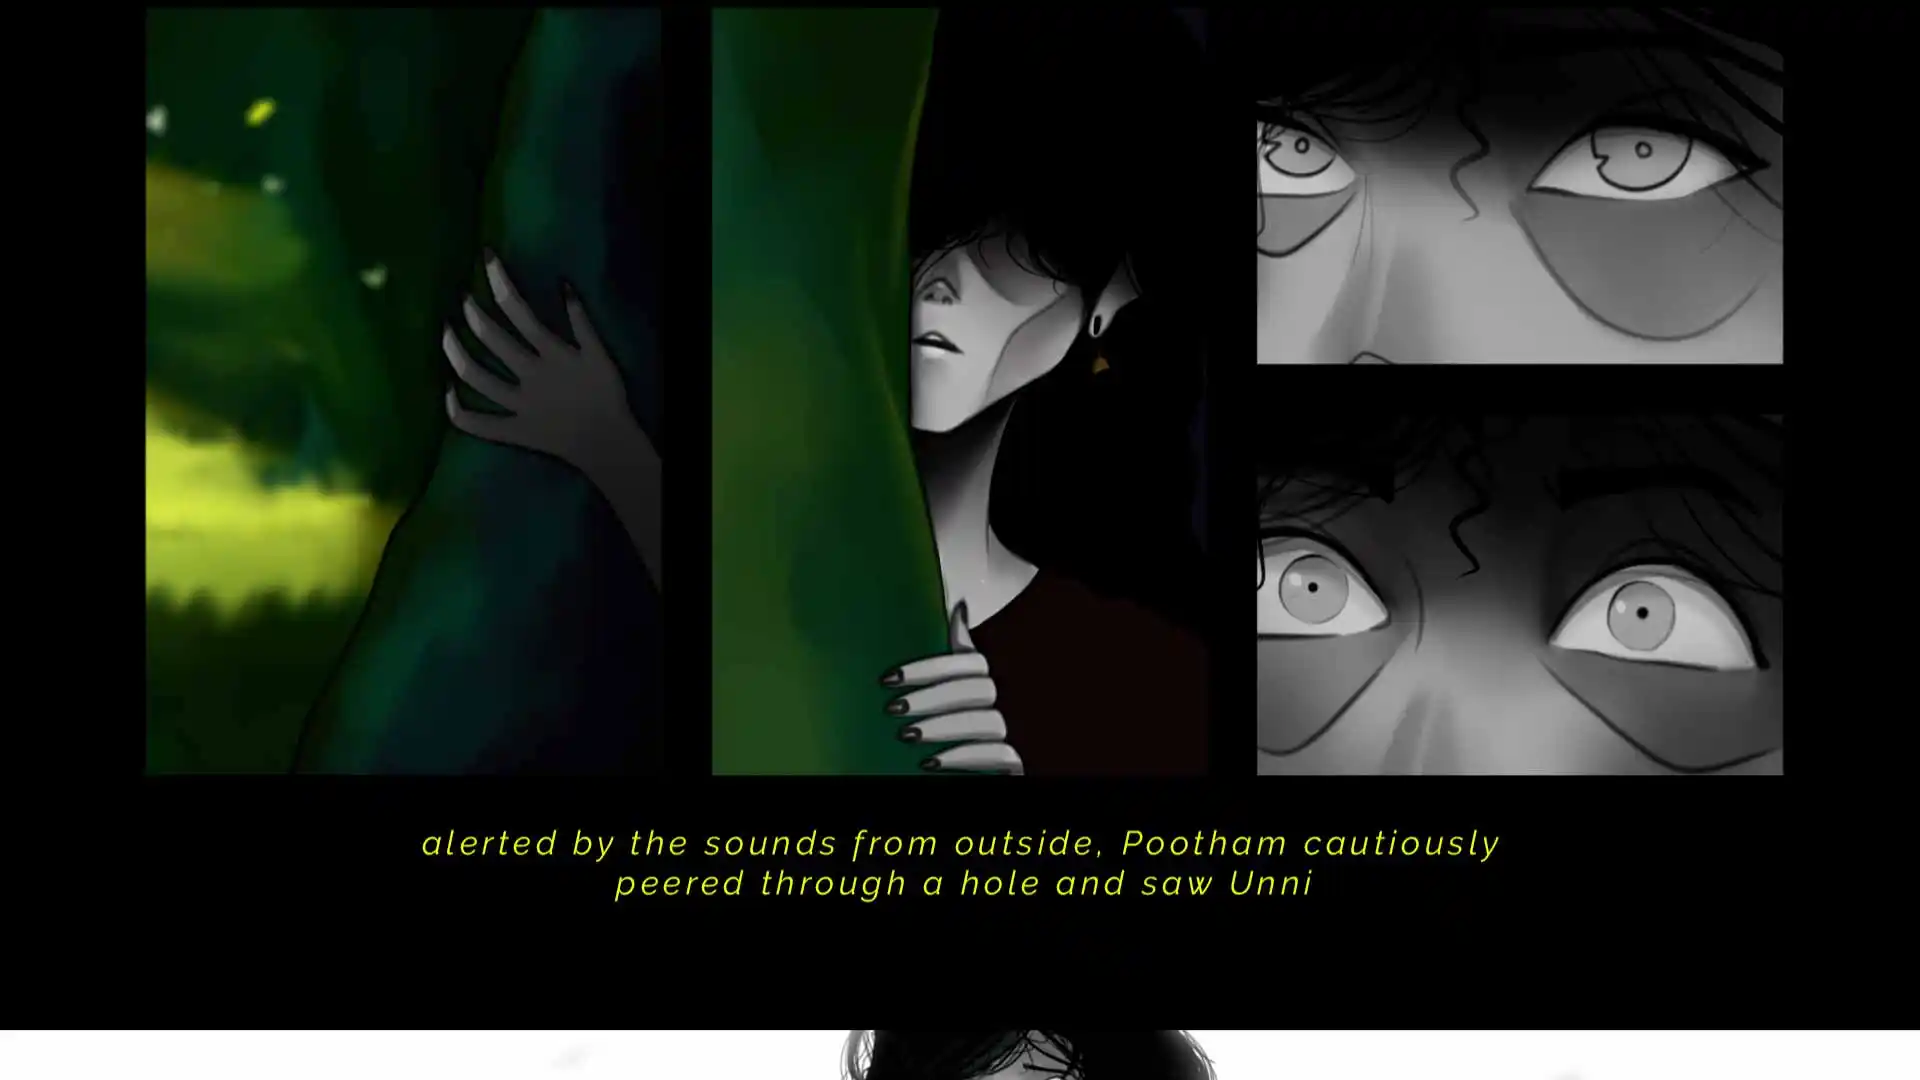 alerted by the sounds from outside, Pootham cautiously
peered through a hole and saw Unni